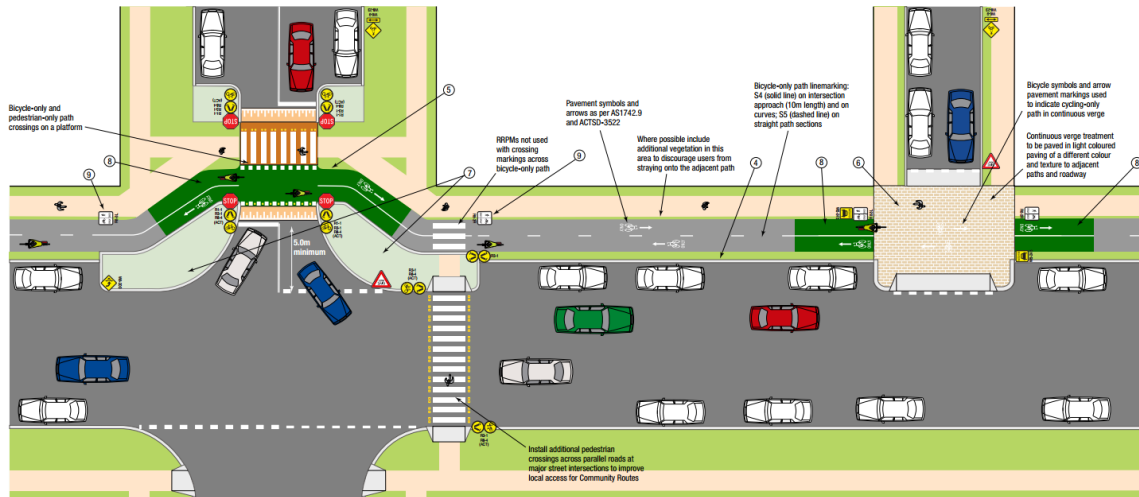 Bicycle-only and
pedestrian-only path
crossings on a platform
5
RRPMs not used
with crossing
markings across
bicycle-only path
Pavement symbols and
arrows as per AS1742.9
and ACTSD-3522
Where possible include
additional vegetation in this
area to discourage users from
straying onto the adjacent path
Bicycle-only path linemarking:
S4 (solid line) on intersection
approach (10m length) and on
curves; S5 (dashed line) on
straight path sections
Bicycle symbols and arrow
pavement markings used
to indicate cycling-only
path in continuous verge
Continuous verge treatment
to be paved in light coloured
paving of a different colour
and texture to adjacent
paths and roadway
9
8
7
9
4
8
6
8
STOP
STOP
STOP
STOP
5.0m
minimum
Install additional pedestrian
crossings across parallel roads at
major street intersections to improve
local access for Community Routes